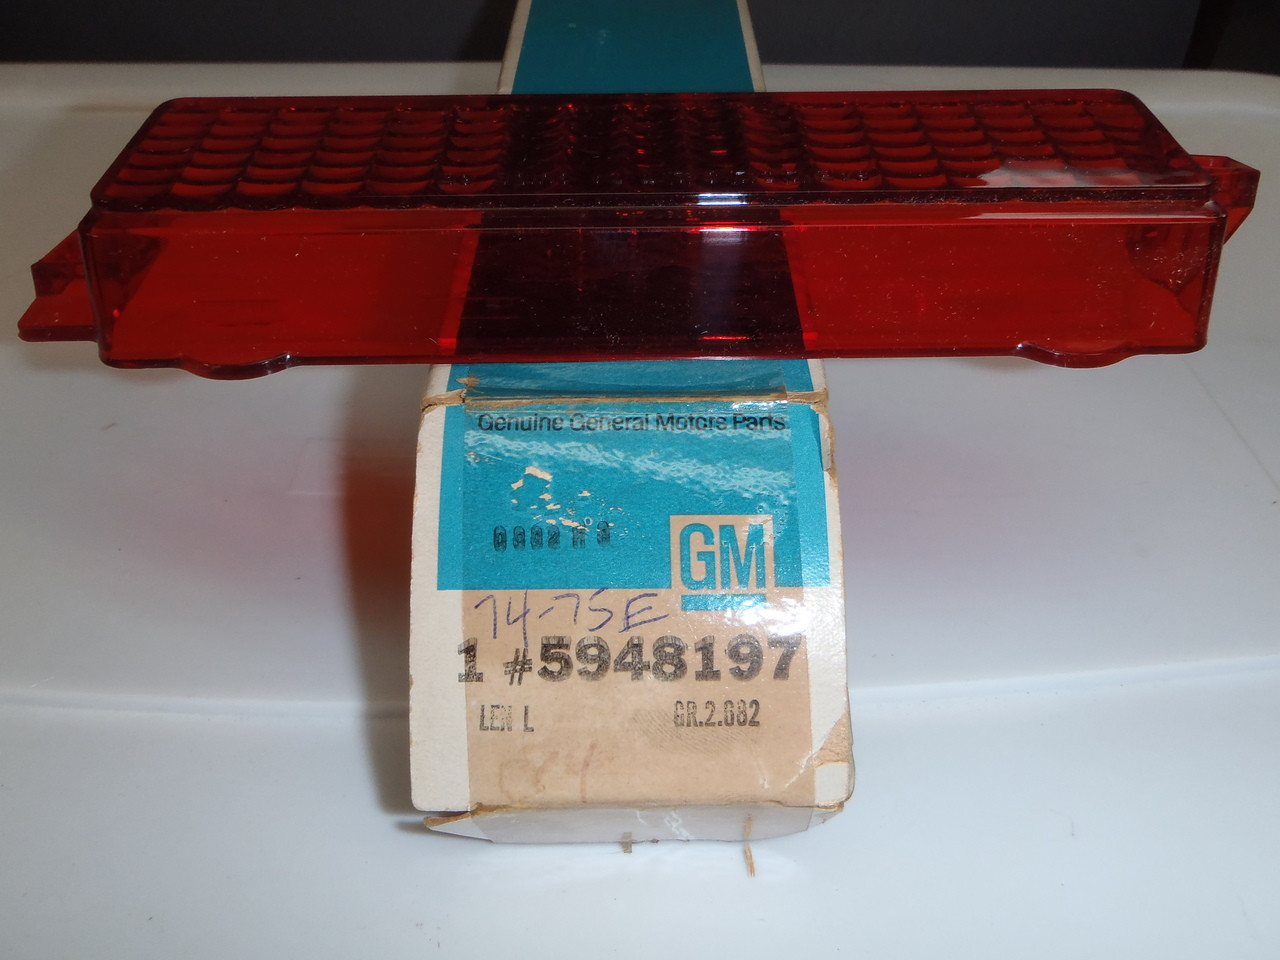 Genuine General Motors Parts
GM
74-75E
1 #5948197
LEN L GR.2.682